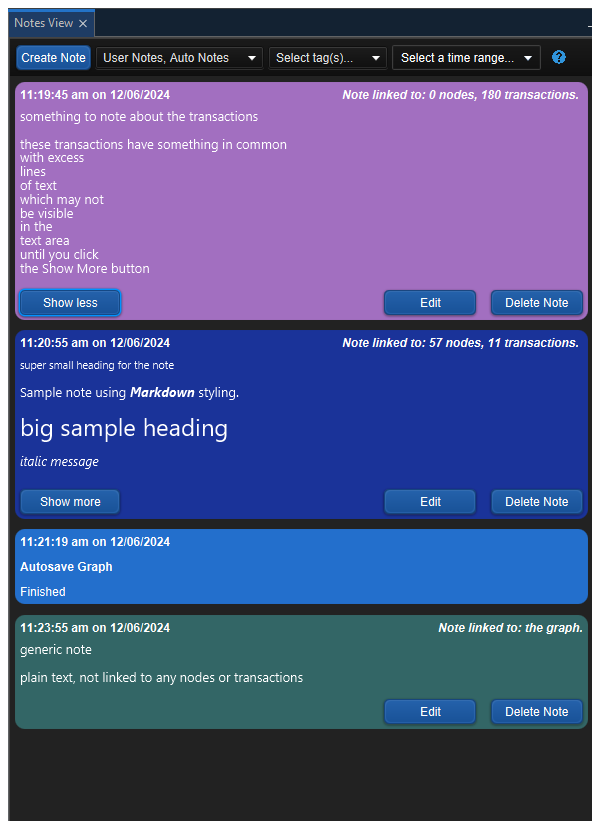 Notes View
Create Note User Notes, Auto Notes Select tag(s)... Select a time range... ?
11:19:45 am on 12/06/2024 Note linked to: 0 nodes, 180 transactions.
something to note about the transactions
these transactions have something in common
with excess
lines
of text
which may not
be visible
in the
text area
until you click
the Show More button
Show less Edit Delete Note
11:20:55 am on 12/06/2024 Note linked to: 57 nodes, 11 transactions.
super small heading for the note
Sample note using Markdown styling.
big sample heading
italic message
Show more Edit Delete Note
11:21:19 am on 12/06/2024
Autosave Graph
Finished
11:23:55 am on 12/06/2024 Note linked to: the graph.
generic note
plain text, not linked to any nodes or transactions
Edit Delete Note